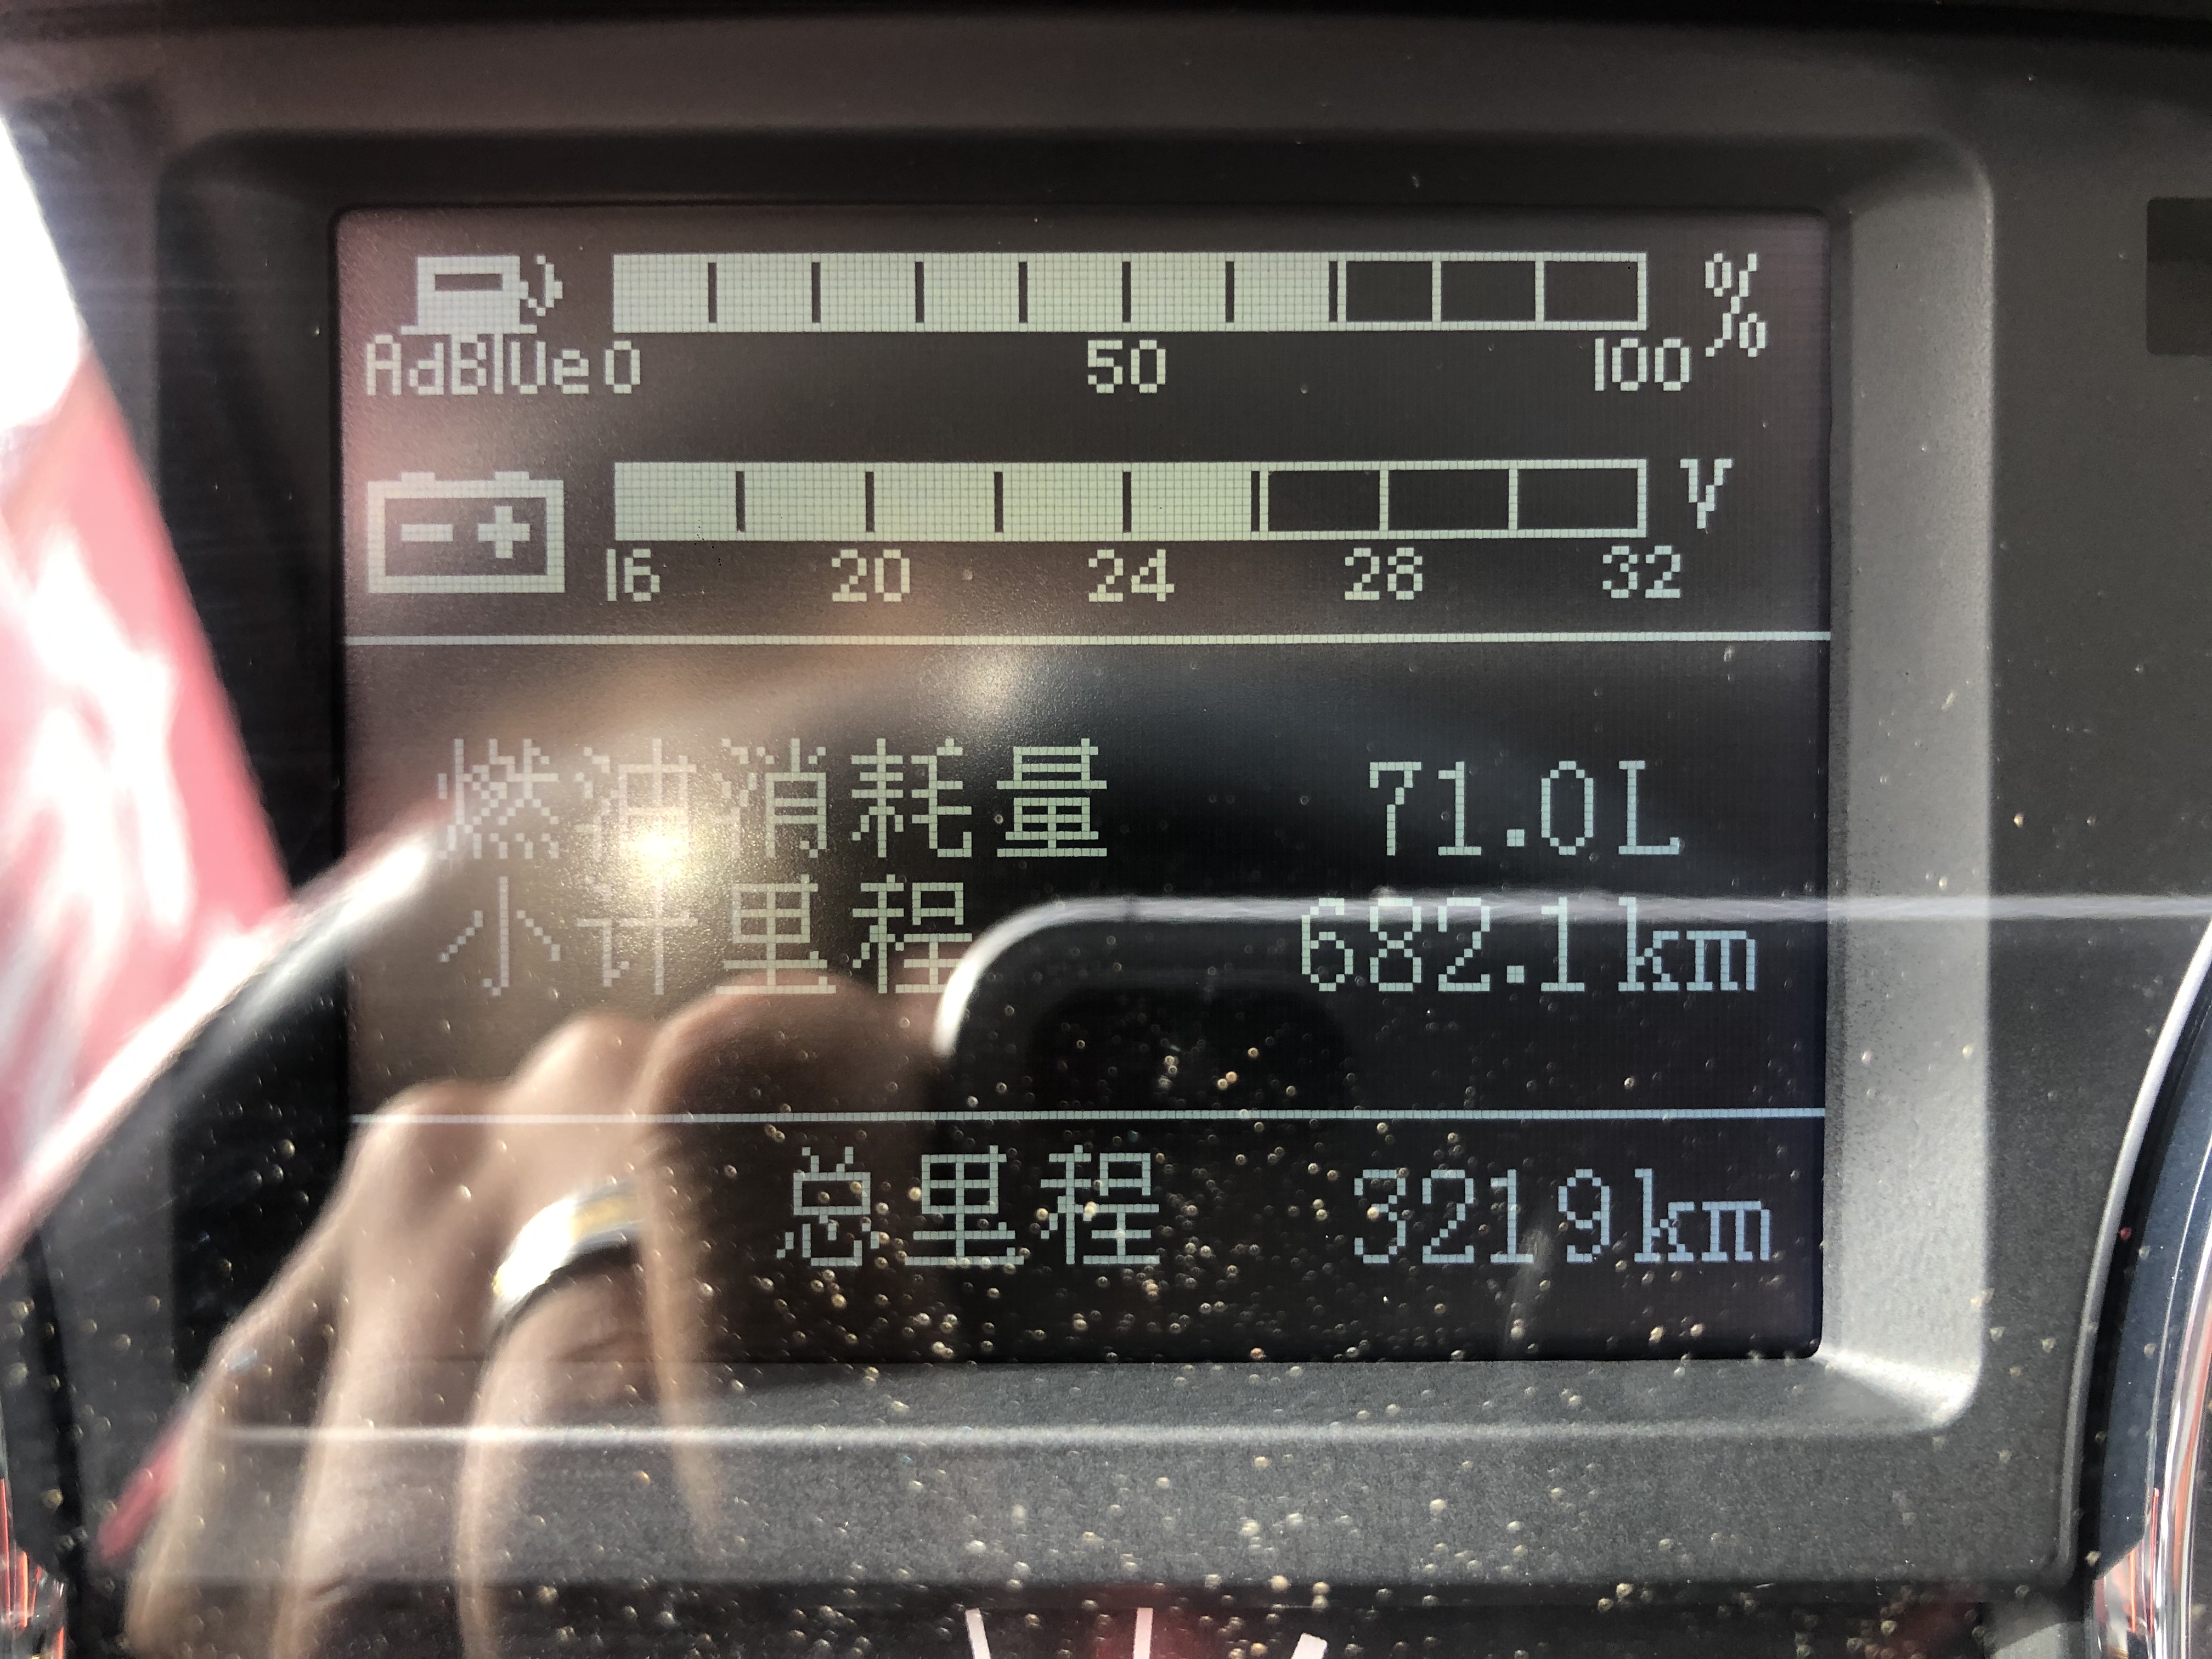 %
AdBlue 0 50 100
V
16 20 24 28 32
燃油消耗量 71.0L
小计里程 682.1km
总里程 3219km